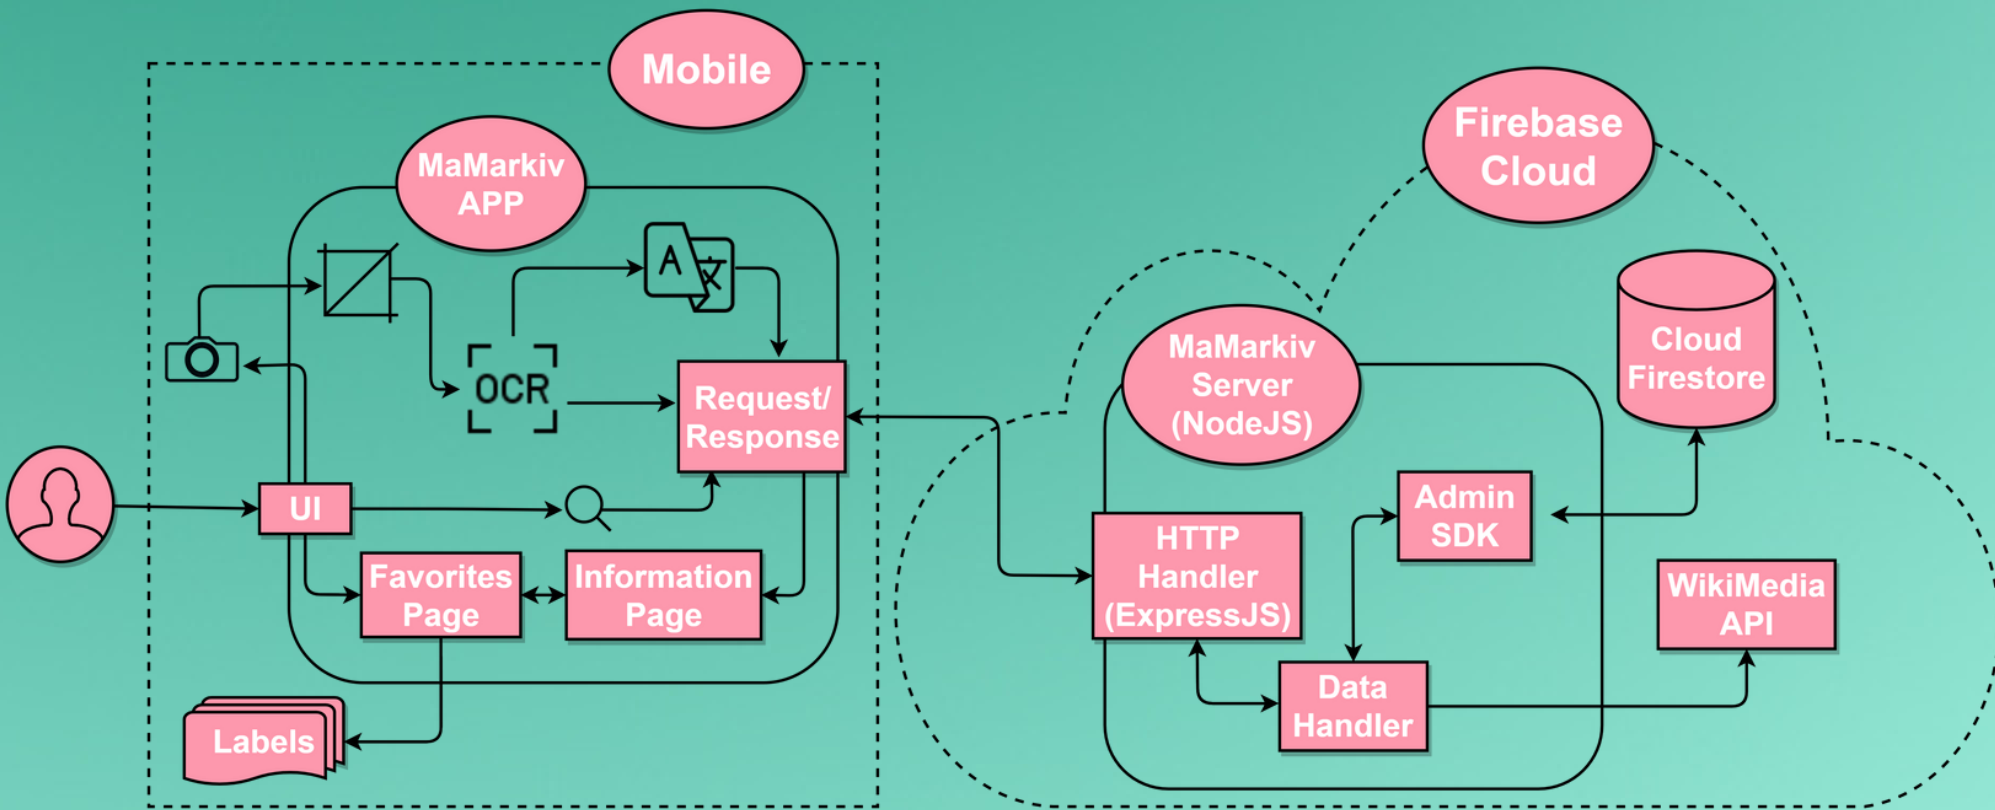 Mobile
MaMarkiv
APP
A 文
OCR
Request/
Response
UI
Favorites
Page
Information
Page
Labels
Firebase
Cloud
MaMarkiv
Server
(NodeJS)
Cloud
Firestore
Admin
SDK
HTTP
Handler
(ExpressJS)
WikiMedia
API
Data
Handler